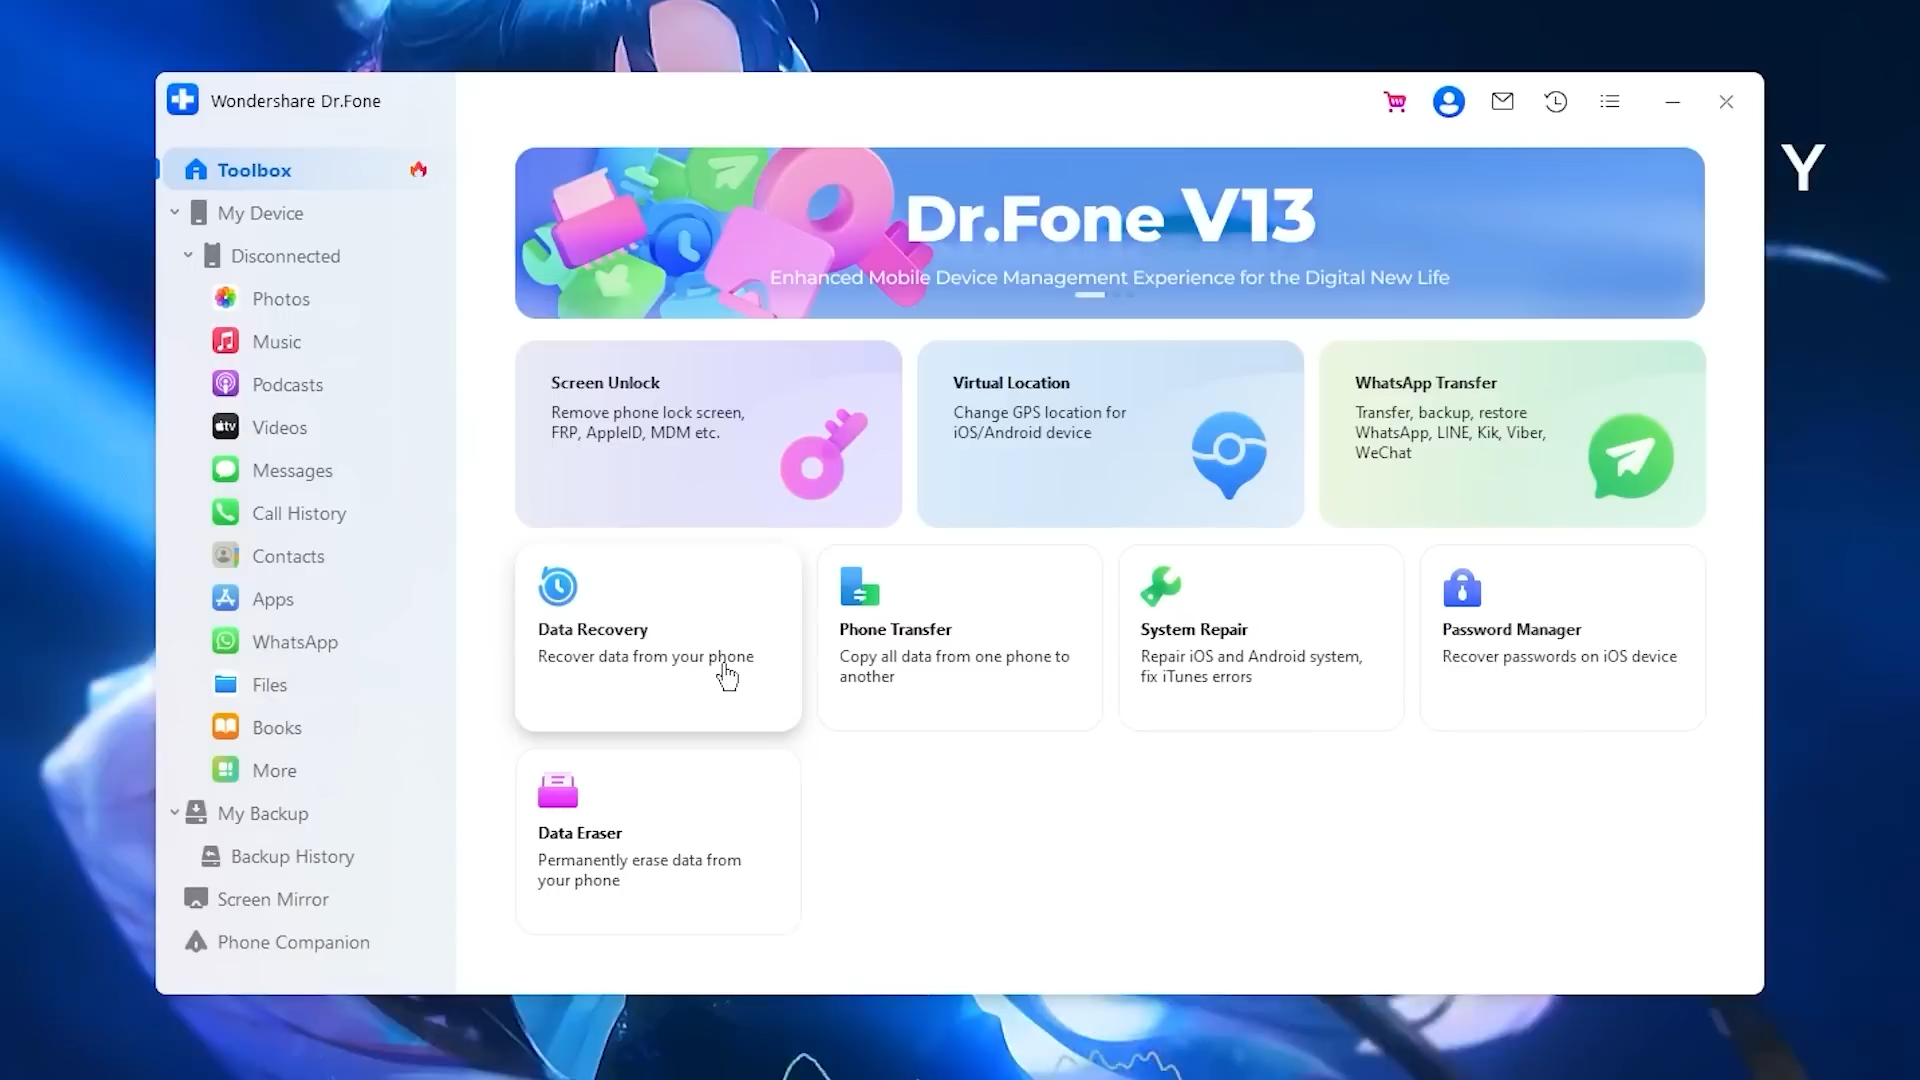 Wondershare Dr.Fone
Toolbox
My Device
Disconnected
Photos
Music
Podcasts
tv
Videos
Messages
Call History
Contacts
Apps
WhatsApp
Files
Books
More
My Backup
Backup History
Screen Mirror
Phone Companion
Dr.Fone V13
Enhanced Mobile Device Management Experience for the Digital New Life
Screen Unlock
Remove phone lock screen,
FRP, AppleID, MDM etc.
Virtual Location
Change GPS location for
iOS/Android device
WhatsApp Transfer
Transfer, backup, restore
WhatsApp, LINE, Kik, Viber,
WeChat
Data Recovery
Recover data from your phone
Phone Transfer
Copy all data from one phone to
another
System Repair
Repair iOS and Android system,
fix iTunes errors
Password Manager
Recover passwords on iOS device
Data Eraser
Permanently erase data from
your phone
Y